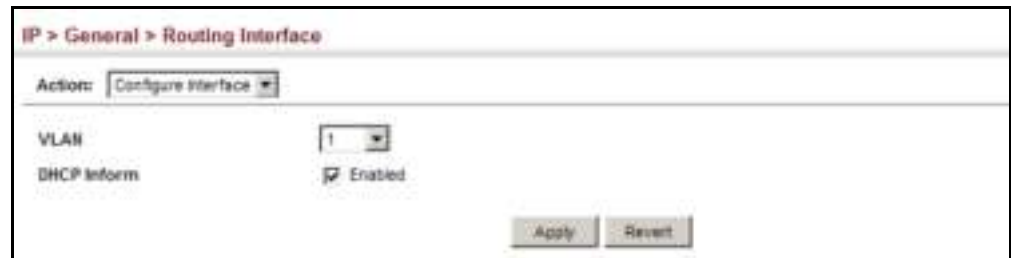 IP > General > Routing Interface
Action: Configure Interface
VLAN 1
DHCP Inform Enabled
Apply Revert